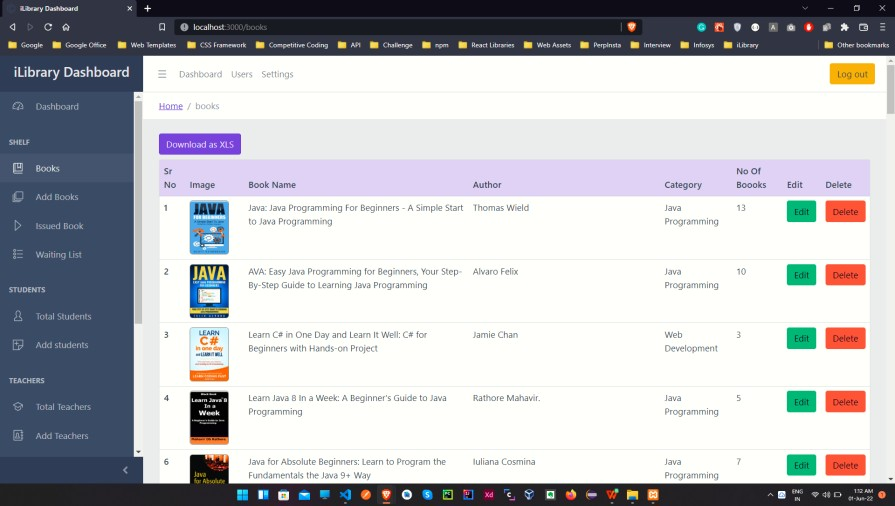 iLibrary Dashboard
localhost:3000/books
Google
Google Office
Web Templates
CSS Framework
Competitive Coding
API
Challenge
npm
React Libraries
Web Assets
PerpInsta
Interview
Infosys
iLibrary
Other bookmarks
iLibrary Dashboard
Dashboard
Users
Settings
Log out
Home / books
Dashboard
SHELF
Books
Add Books
Issued Book
Waiting List
STUDENTS
Total Students
Add students
TEACHERS
Total Teachers
Add Teachers
Download as XLS
Sr No
Image
Book Name
Author
Category
No Of Boooks
Edit
Delete
1
JAVA
FOR BEGINNERS
Java: Java Programming For Beginners - A Simple Start
to Java Programming
Thomas Wield
Java
Programming
13
Edit
Delete
2
JAVA
AVA: Easy Java Programming for Beginners, Your Step-
By-Step Guide to Learning Java Programming
Alvaro Felix
Java
Programming
10
Edit
Delete
3
LEARN
C#
in one day
and LEARN IT WELL
Learn C# in One Day and Learn It Well: C# for
Beginners with Hands-on Project
Jamie Chan
Web
Development
3
Edit
Delete
4
Learn Java 8
In a
Week
Learn Java 8 In a Week: A Beginner's Guide to Java
Programming
Rathore Mahavir.
Java
Programming
5
Edit
Delete
6
Java
for Absolute
Beginners
Java for Absolute Beginners: Learn to Program the
Fundamentals the Java 9+ Way
Iuliana Cosmina
Java
Programming
7
Edit
Delete
ENG
IN
1:12 AM
01-Jun-22